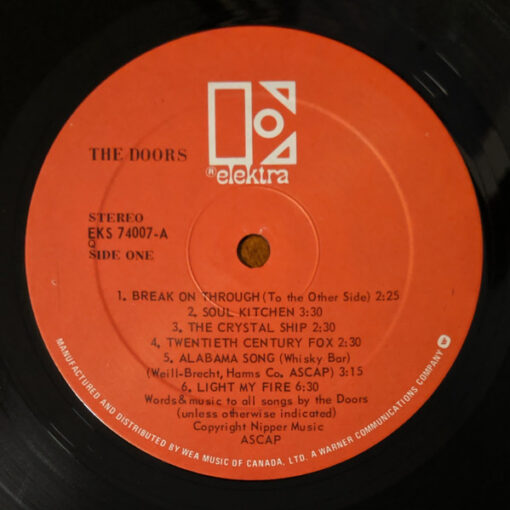 ® elektra
THE DOORS
STEREO
EKS 74007-A
Q
SIDE ONE
1. BREAK ON THROUGH (To the Other Side) 2:25
2. SOUL KITCHEN 3:30
3. THE CRYSTAL SHIP 2:30
4. TWENTIETH CENTURY FOX 2:30
5. ALABAMA SONG (Whisky Bar)
(Weill-Brecht, Harms Co. ASCAP) 3:15
6. LIGHT MY FIRE 6:30
Words & music to all songs by the Doors
(unless otherwise indicated)
Copyright Nipper Music
ASCAP
MANUFACTURED AND DISTRIBUTED BY WEA MUSIC OF CANADA, LTD. A WARNER COMMUNICATIONS COMPANY